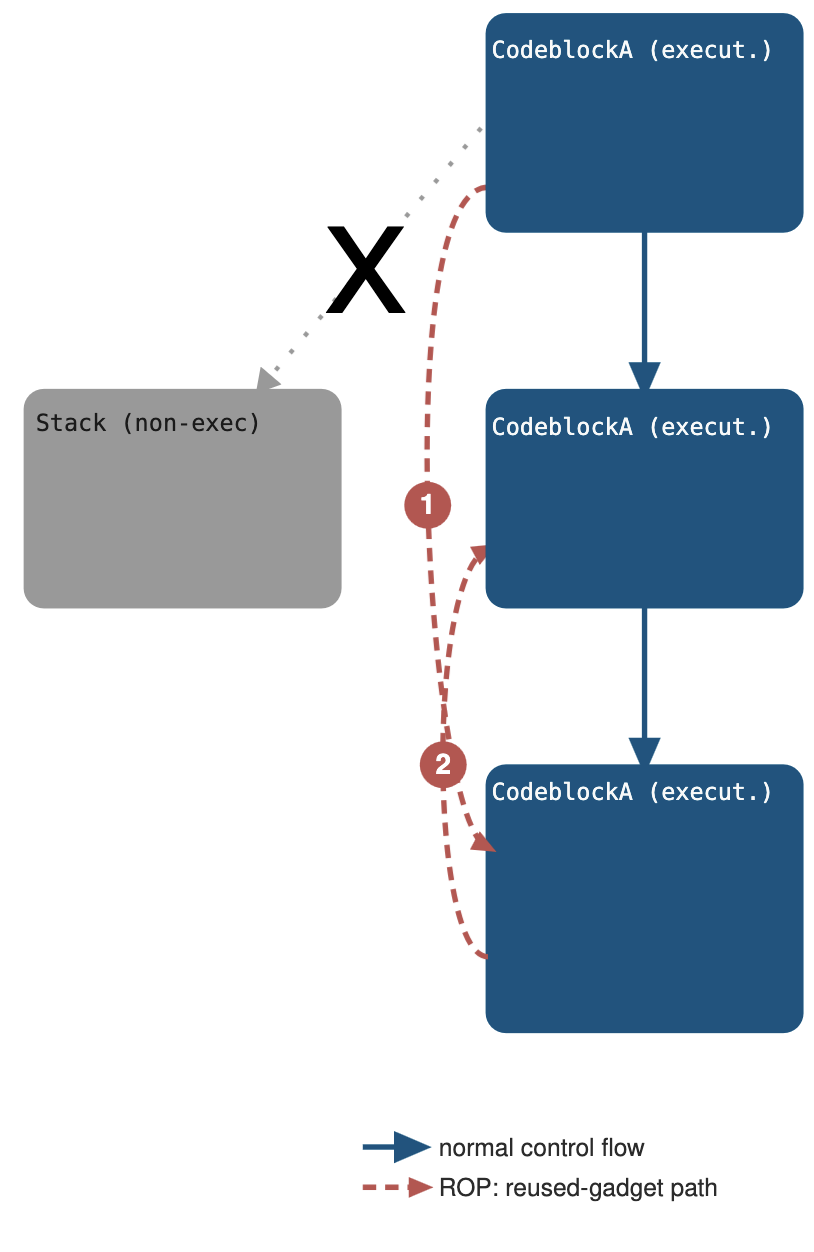 CodeblockA (execut.)
X
Stack (non-exec)
CodeblockA (execut.)
1
2
CodeblockA (execut.)
normal control flow
ROP: reused-gadget path